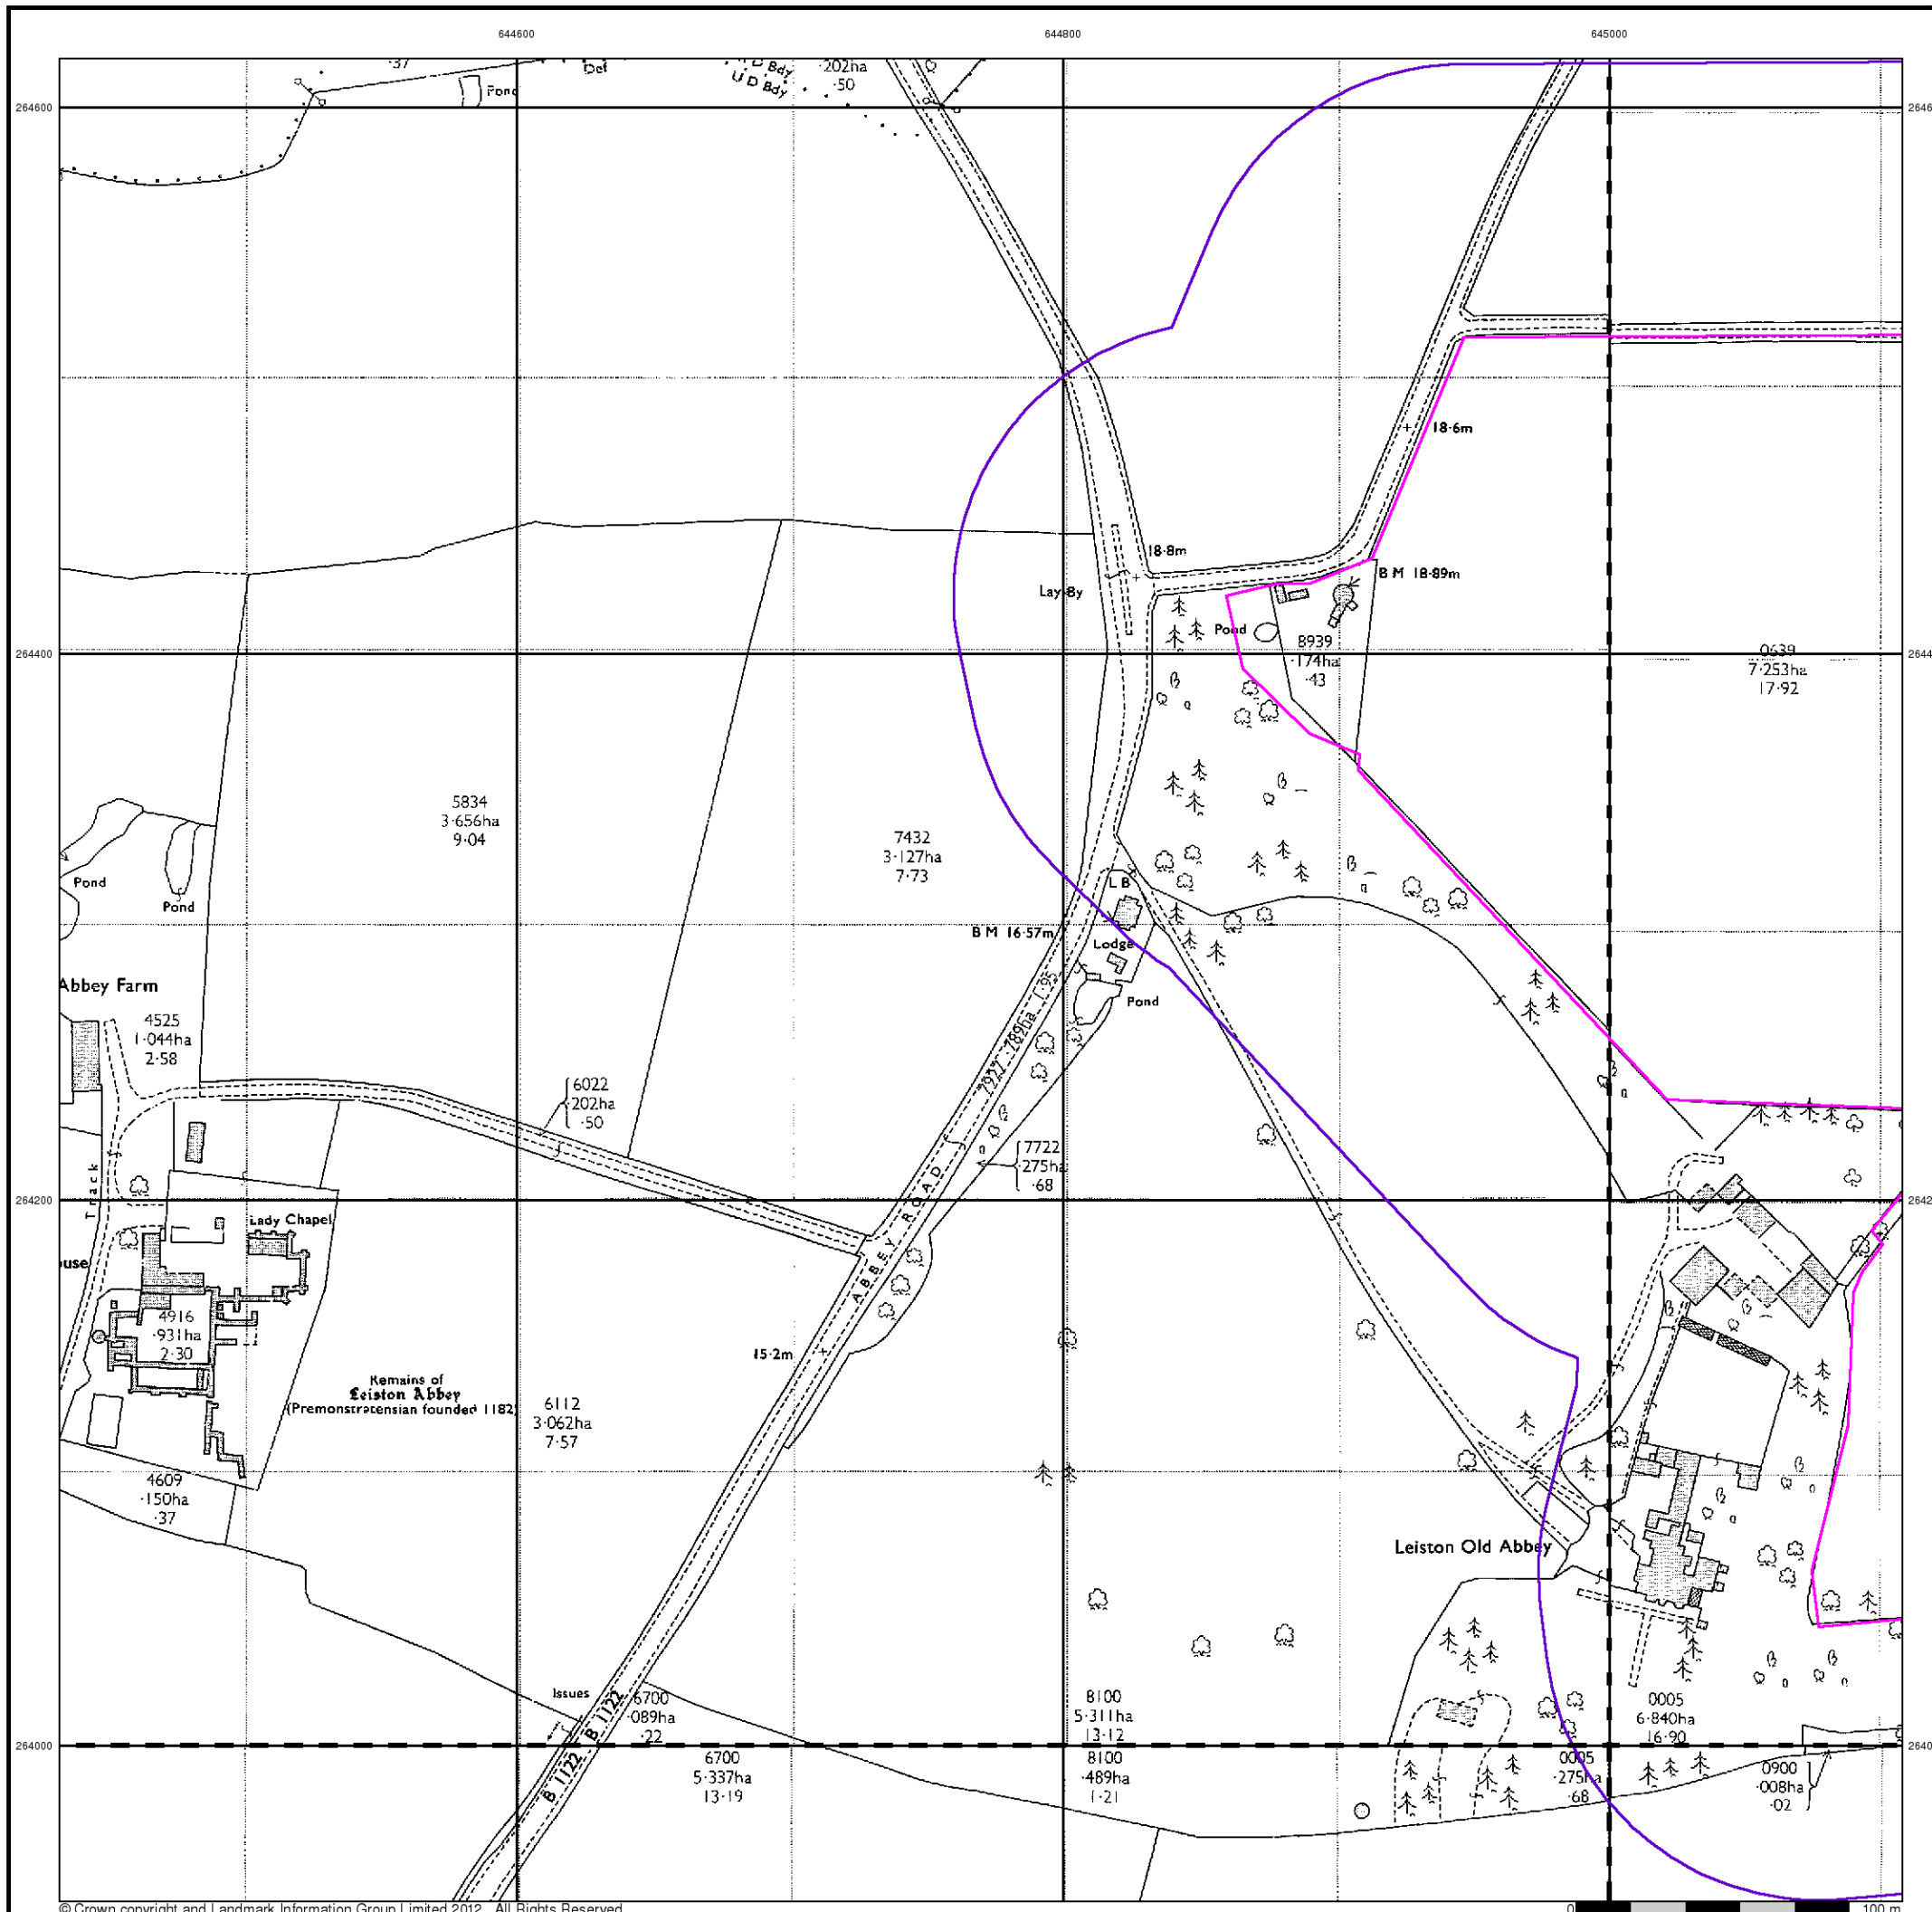 644600
644800
645000
264600
·37
Def
U D Bdy
·202ha
·50
Pond
18·6m
18·8m
B M 18·89m
Lay-By
Pond
8939
·174ha
·43
264400
0639
7·253ha
17·92
5834
3·656ha
9·04
7432
3·127ha
7·73
Pond
Pond
L B
B M 16·57m
Lodge
Pond
Abbey Farm
4525
1·044ha
2·58
7927 ·789ha 1·95
6022
·202ha
·50
7722
·275ha
·68
Track
264200
Lady Chapel
ABBEY ROAD
4916
·931ha
2·30
15·2m
Remains of
Leiston Abbey
(Premonstratensian founded 1182)
6112
3·062ha
7·57
4609
·150ha
·37
Leiston Old Abbey
Issues
B 1122
6700
·089ha
·22
8100
5·311ha
13·12
0005
6·840ha
16·90
264000
B 1122
6700
5·337ha
13·19
8100
·489ha
1·21
0005
·275ha
·68
0900
·008ha
·02
© Crown copyright and Landmark Information Group Limited 2012. All Rights Reserved.
0
100 m